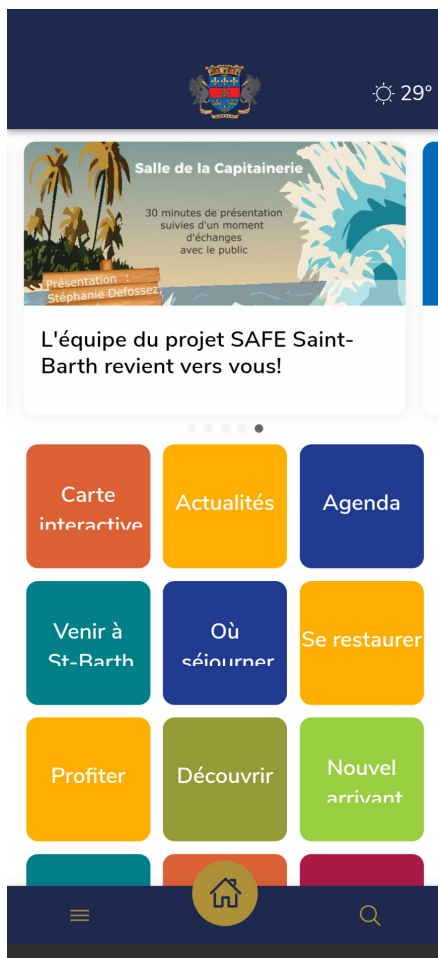 29°
Salle de la Capitainerie
30 minutes de présentation
suivies d'un moment
d'échanges
avec le public
Présentation :
Stéphanie Defossez,
L'équipe du projet SAFE Saint-
Barth revient vers vous!
Carte
interactive
Actualités
Agenda
Venir à
St-Barth
Où
séjourner
Se restaurer
Profiter
Découvrir
Nouvel
arrivant